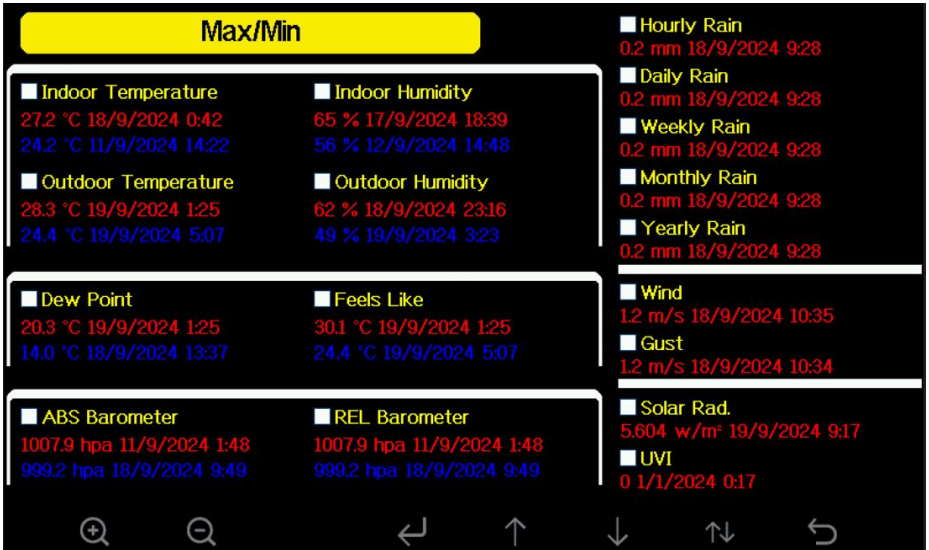 Max/Min
Indoor Temperature
27.2 °C 18/9/2024 0:42
24.2 °C 11/9/2024 14:22
Indoor Humidity
65 % 17/9/2024 18:39
56 % 12/9/2024 14:48
Outdoor Temperature
28.3 °C 19/9/2024 1:25
24.4 °C 19/9/2024 5:07
Outdoor Humidity
62 % 18/9/2024 23:16
49 % 19/9/2024 3:23
Dew Point
20.3 °C 19/9/2024 1:25
14.0 °C 18/9/2024 13:37
Feels Like
30.1 °C 19/9/2024 1:25
24.4 °C 19/9/2024 5:07
ABS Barometer
1007.9 hpa 11/9/2024 1:48
999.2 hpa 18/9/2024 9:49
REL Barometer
1007.9 hpa 11/9/2024 1:48
999.2 hpa 18/9/2024 9:49
Hourly Rain
0.2 mm 18/9/2024 9:28
Daily Rain
0.2 mm 18/9/2024 9:28
Weekly Rain
0.2 mm 18/9/2024 9:28
Monthly Rain
0.2 mm 18/9/2024 9:28
Yearly Rain
0.2 mm 18/9/2024 9:28
Wind
1.2 m/s 18/9/2024 10:35
Gust
1.2 m/s 18/9/2024 10:34
Solar Rad.
5.604 w/m² 19/9/2024 9:17
UVI
0 1/1/2024 0:17